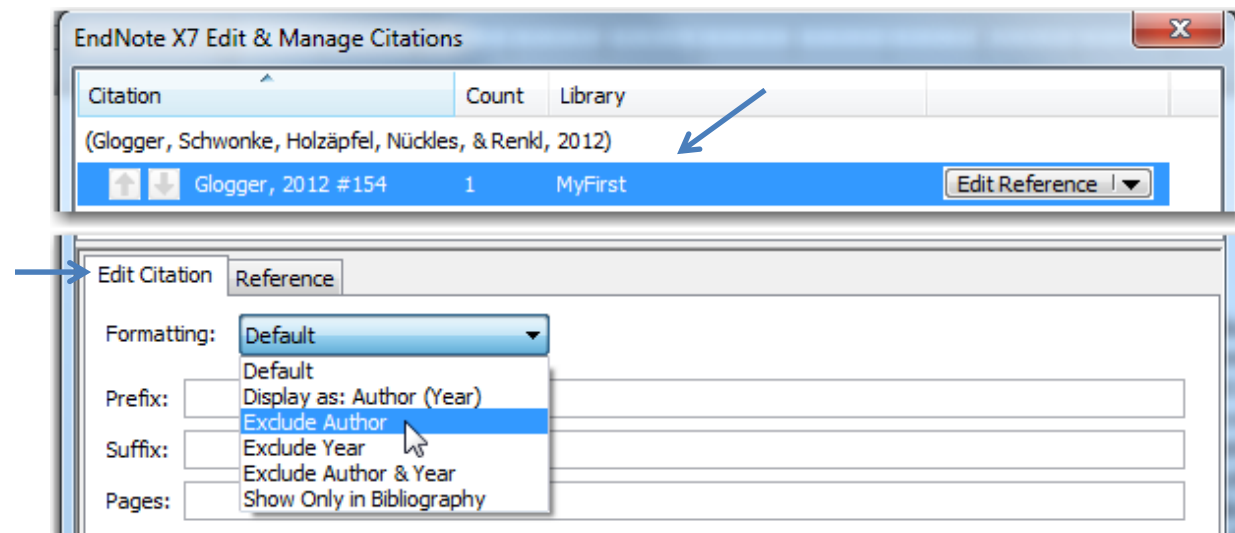 EndNote X7 Edit & Manage Citations
X
Citation Count Library
(Glogger, Schwonke, Holzäpfel, Nückles, & Renkl, 2012)
Glogger, 2012 #154 1 MyFirst Edit Reference
Edit Citation Reference
Formatting: Default
Default
Prefix: Display as: Author (Year)
Exclude Author
Suffix: Exclude Year
Exclude Author & Year
Pages: Show Only in Bibliography